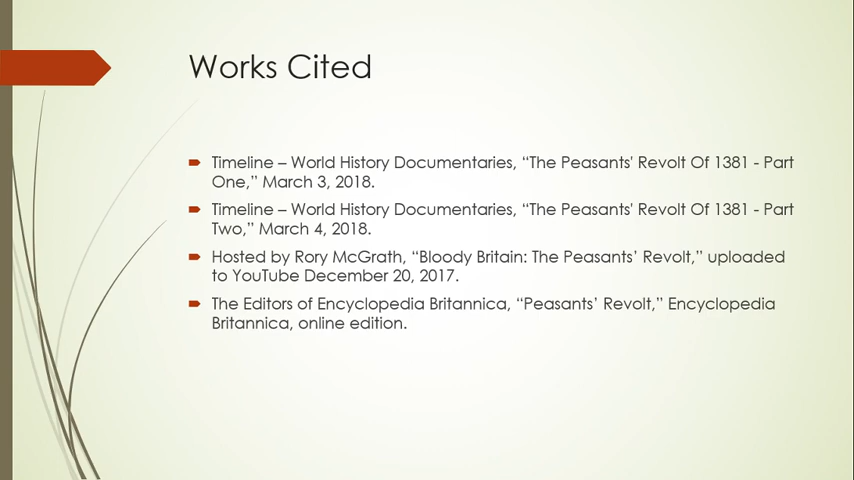 Works Cited
Timeline – World History Documentaries, “The Peasants' Revolt Of 1381 - Part
One,” March 3, 2018.
Timeline – World History Documentaries, “The Peasants' Revolt Of 1381 - Part
Two,” March 4, 2018.
Hosted by Rory McGrath, “Bloody Britain: The Peasants’ Revolt,” uploaded
to YouTube December 20, 2017.
The Editors of Encyclopedia Britannica, “Peasants’ Revolt,” Encyclopedia
Britannica, online edition.